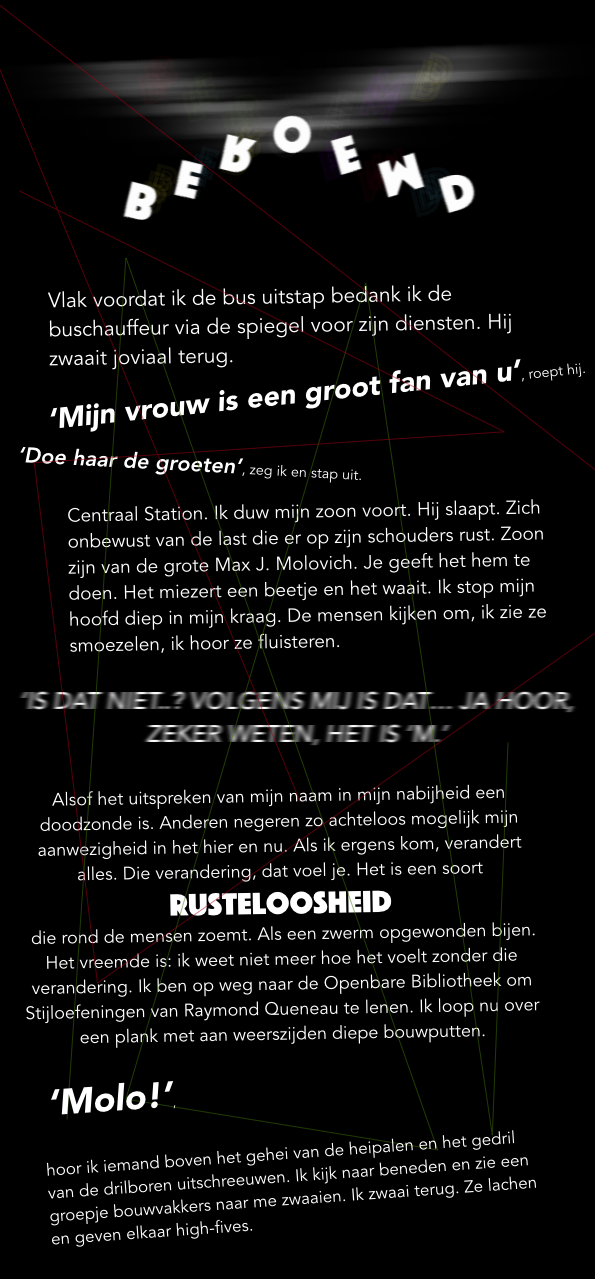 BEROEMD
Vlak voordat ik de bus uitstap bedank ik de
buschauffeur via de spiegel voor zijn diensten. Hij
zwaait joviaal terug.
‘Mijn vrouw is een groot fan van u’, roept hij.
‘Doe haar de groeten’, zeg ik en stap uit.
Centraal Station. Ik duw mijn zoon voort. Hij slaapt. Zich
onbewust van de last die er op zijn schouders rust. Zoon
zijn van de grote Max J. Molovich. Je geeft het hem te
doen. Het miezert een beetje en het waait. Ik stop mijn
hoofd diep in mijn kraag. De mensen kijken om, ik zie ze
smoezelen, ik hoor ze fluisteren.
“IS DAT NIET..? VOLGENS MIJ IS DAT... JA HOOR,
ZEKER WETEN, HET IS “M.”
Alsof het uitspreken van mijn naam in mijn nabijheid een
doodzonde is. Anderen negeren zo achteloos mogelijk mijn
aanwezigheid in het hier en nu. Als ik ergens kom, verandert
alles. Die verandering, dat voel je. Het is een soort
RUSTELOOSHEID
die rond de mensen zoemt. Als een zwerm opgewonden bijen.
Het vreemde is: ik weet niet meer hoe het voelt zonder die
verandering. Ik ben op weg naar de Openbare Bibliotheek om
Stijloefeningen van Raymond Queneau te lenen. Ik loop nu over
een plank met aan weerszijden diepe bouwputten.
‘Molo!’,
hoor ik iemand boven het gehei van de heipalen en het gedril
van de drilboren uitschreeuwen. Ik kijk naar beneden en zie een
groepje bouwvakkers naar me zwaaien. Ik zwaai terug. Ze lachen
en geven elkaar high-fives.